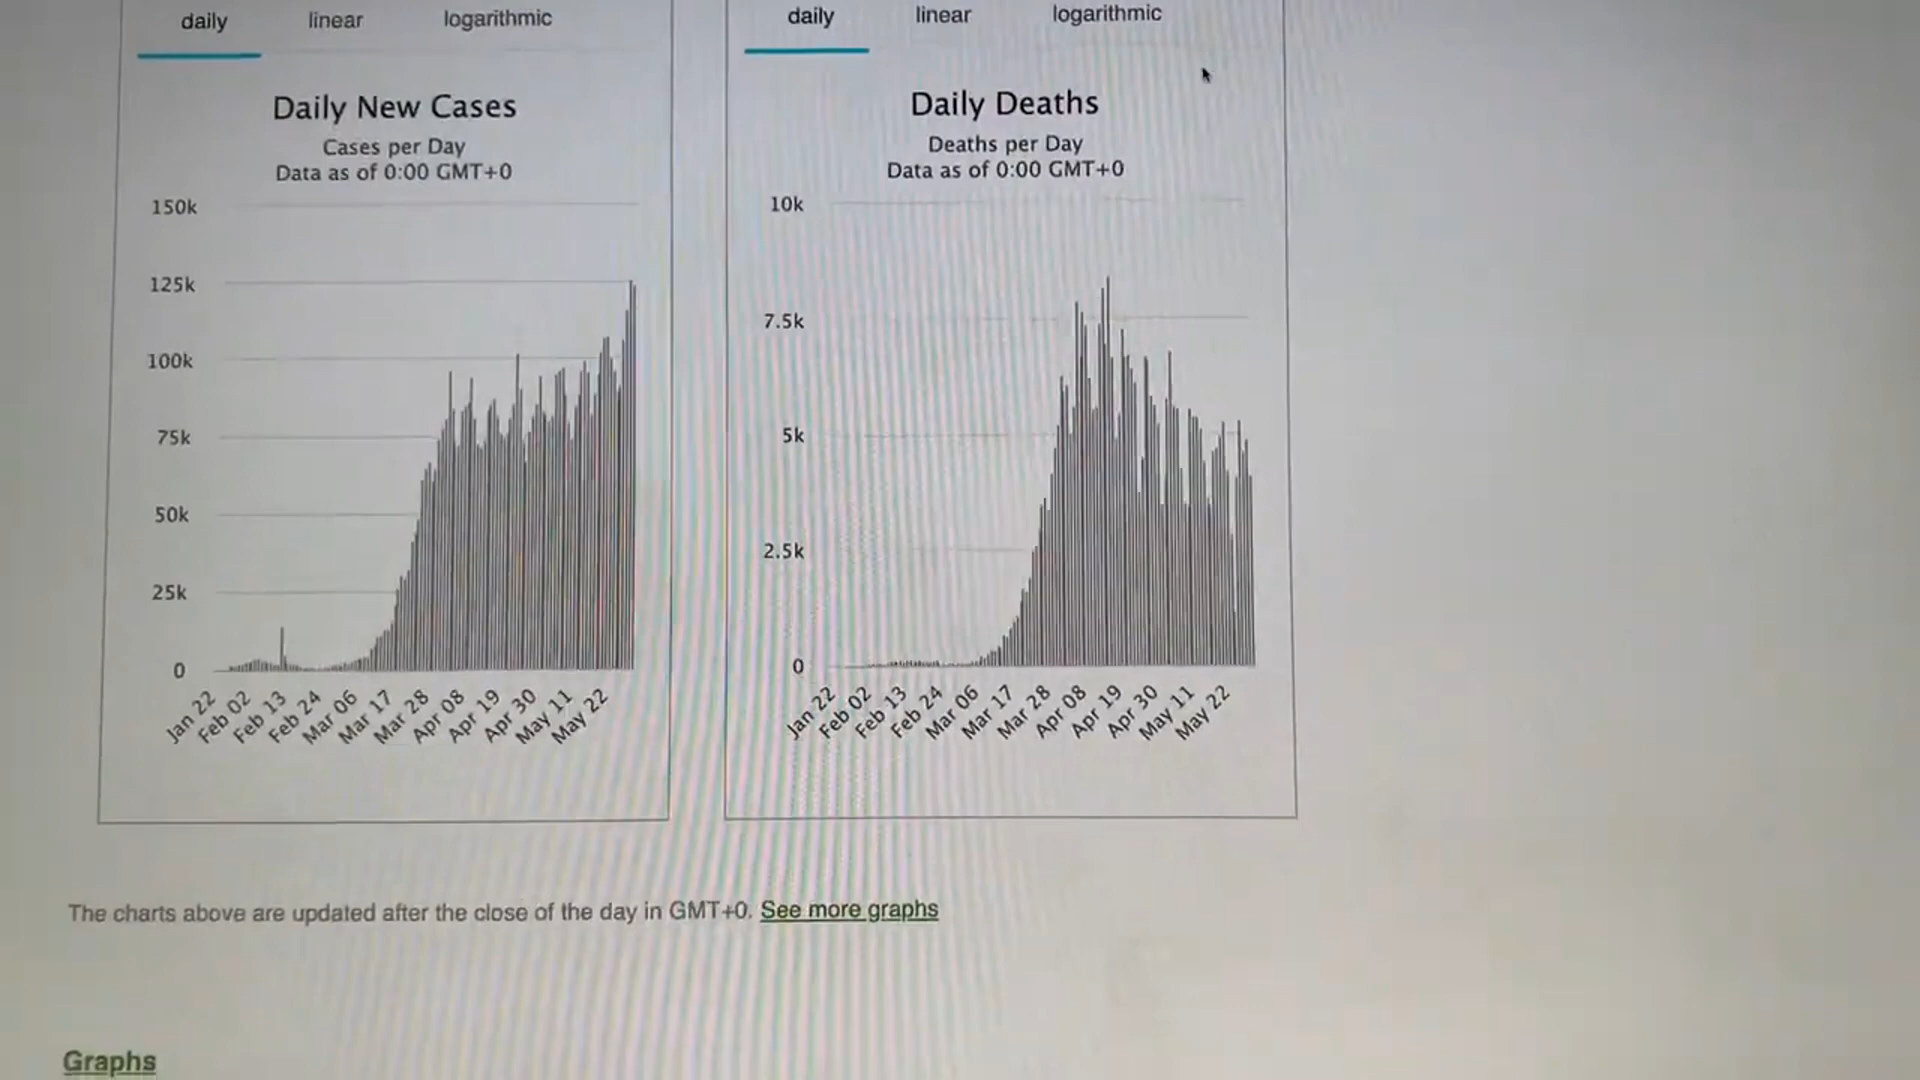 daily linear logarithmic
Daily New Cases
Cases per Day
Data as of 0:00 GMT+0
150k
125k
100k
75k
50k
25k
0
Jan 22
Feb 02
Feb 13
Feb 24
Mar 06
Mar 17
Mar 28
Apr 08
Apr 19
Apr 30
May 11
May 22
daily linear logarithmic
Daily Deaths
Deaths per Day
Data as of 0:00 GMT+0
10k
7.5k
5k
2.5k
0
Jan 22
Feb 02
Feb 13
Feb 24
Mar 06
Mar 17
Mar 28
Apr 08
Apr 19
Apr 30
May 11
May 22
The charts above are updated after the close of the day in GMT+0. See more graphs
Graphs